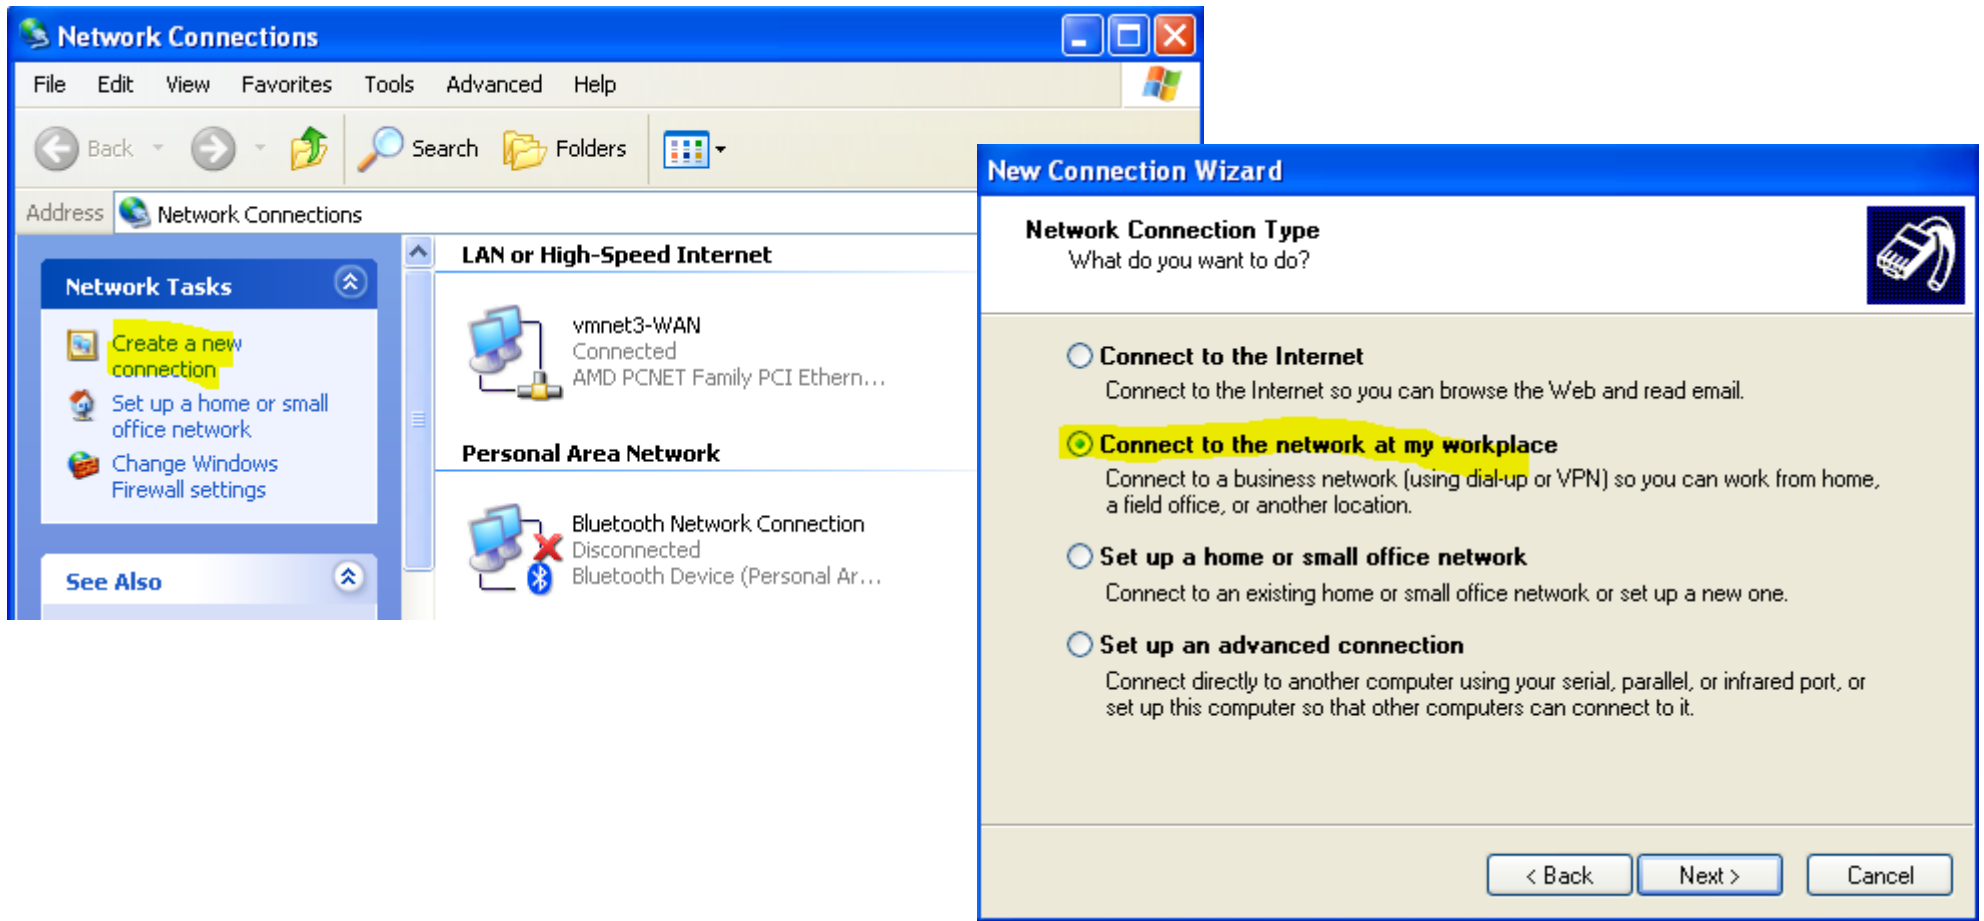 Network Connections
File Edit View Favorites Tools Advanced Help
Back Search Folders
Address Network Connections
Network Tasks
Create a new
connection
Set up a home or small
office network
Change Windows
Firewall settings
See Also
LAN or High-Speed Internet
vmnet3-WAN
Connected
AMD PCNET Family PCI Ethern...
Personal Area Network
Bluetooth Network Connection
Disconnected
Bluetooth Device (Personal Ar...
New Connection Wizard
Network Connection Type
What do you want to do?
Connect to the Internet
Connect to the Internet so you can browse the Web and read email.
Connect to the network at my workplace
Connect to a business network (using dial-up or VPN) so you can work from home,
a field office, or another location.
Set up a home or small office network
Connect to an existing home or small office network or set up a new one.
Set up an advanced connection
Connect directly to another computer using your serial, parallel, or infrared port, or
set up this computer so that other computers can connect to it.
< Back Next > Cancel